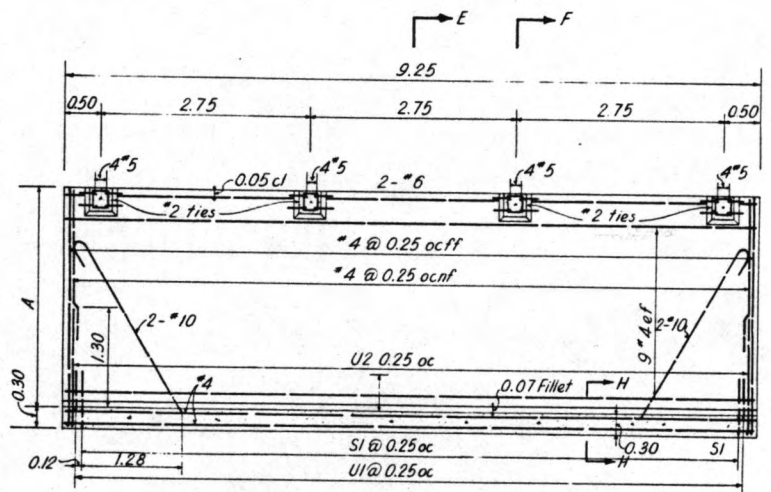 E F
9.25
0.50 2.75 2.75 2.75 0.50
4#5 4#5 4#5 4#5
0.05 cl 2-#6
#2 ties #2 ties
#4 @ 0.25 ocff
#4 @ 0.25 ocnf
A
2-#10 9#4ef 2-#10
1.30
U2 0.25 oc
0.30 #4 0.07 Fillet H
0.30
S1 @ 0.25 oc S1
0.12 1.28 H
U1 @ 0.25 oc